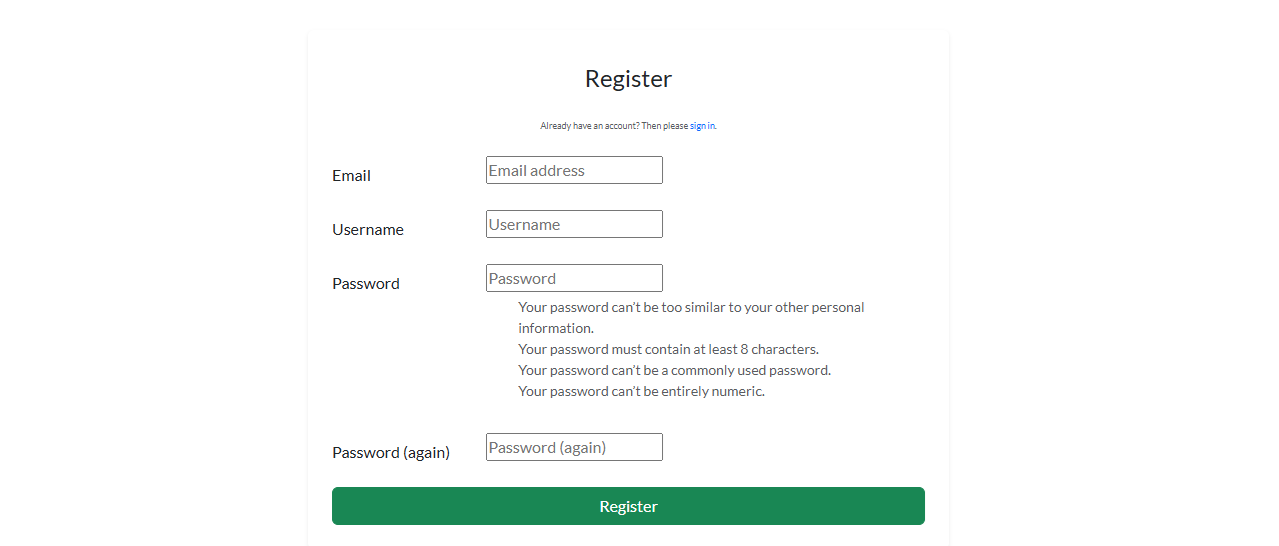 Register
Already have an account? Then please sign in.
Email
Email address
Username
Username
Password
Password
Your password can’t be too similar to your other personal
information.
Your password must contain at least 8 characters.
Your password can’t be a commonly used password.
Your password can’t be entirely numeric.
Password (again)
Password (again)
Register